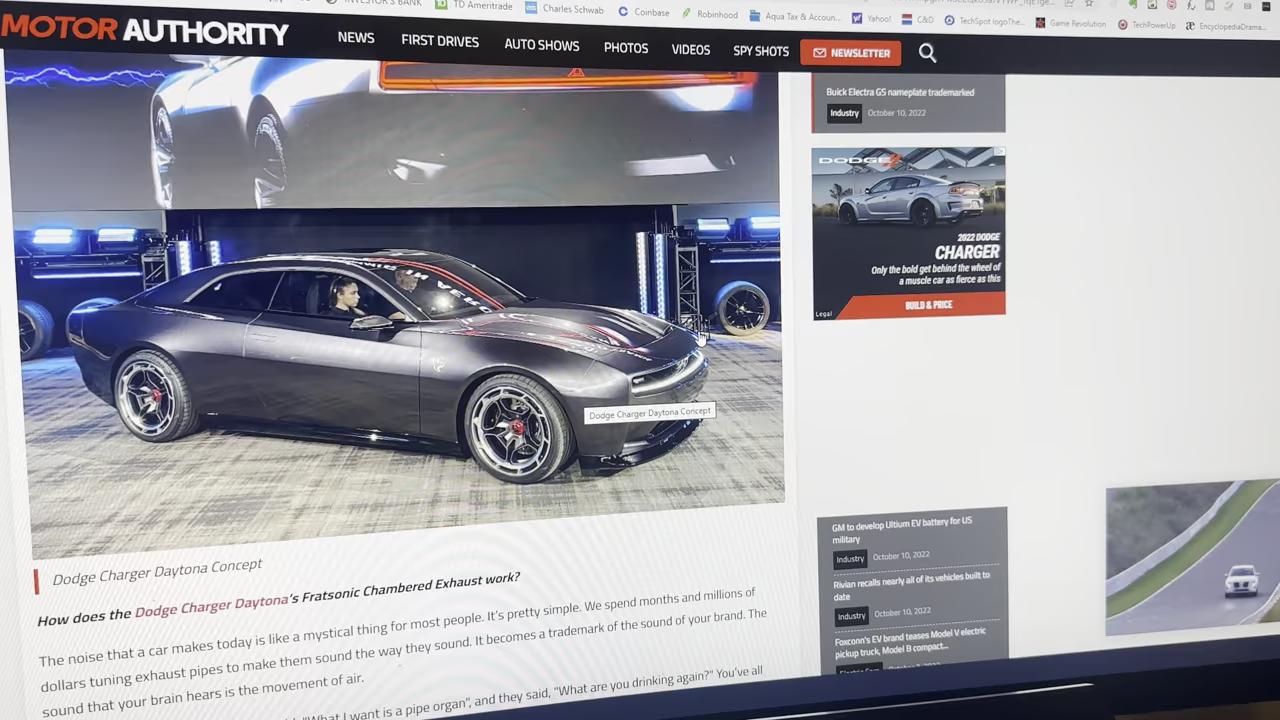 INVESTOR'S BANK
TD Ameritrade
Charles Schwab
Coinbase
Robinhood
Aqua Tax & Accoun...
Yahoo!
C&D
TechSpot logoThe...
Game Revolution
TechPowerUp
EncyclopediaDrama...
MOTOR AUTHORITY
NEWS
FIRST DRIVES
AUTO SHOWS
PHOTOS
VIDEOS
SPY SHOTS
NEWSLETTER
Buick Electra GS nameplate trademarked
Industry
October 10, 2022
DODGE
2022 DODGE
CHARGER
Only the bold get behind the wheel of
a muscle car as fierce as this
BUILD & PRICE
Legal
Dodge Charger Daytona Concept
Dodge Charger Daytona Concept
How does the Dodge Charger Daytona's Fratsonic Chambered Exhaust work?
The noise that a car makes today is like a mystical thing for most people. It's pretty simple. We spend months and millions of
dollars tuning exhaust pipes to make them sound the way they sound. It becomes a trademark of the sound of your brand. The
sound that your brain hears is the movement of air.
"What I want is a pipe organ", and they said, "What are you drinking again?" You've all
GM to develop Ultium EV battery for US
military
Industry
October 10, 2022
Rivian recalls nearly all of its vehicles built to
date
Industry
October 10, 2022
Foxconn's EV brand teases Model V electric
pickup truck, Model B compact...